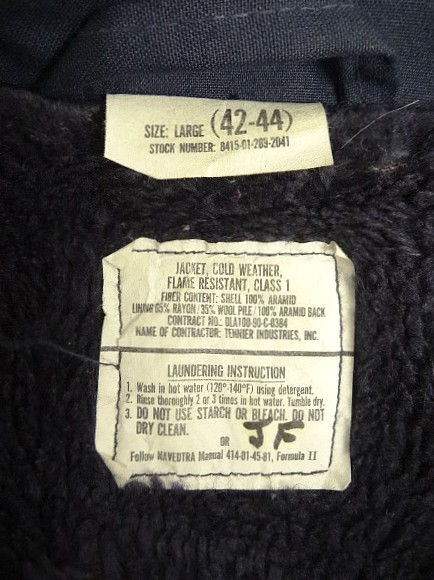 SIZE: LARGE (42-44)
STOCK NUMBER: 8415-01-269-2041
JACKET, COLD WEATHER,
FLAME RESISTANT, CLASS 1
FIBER CONTENT: SHELL 100% ARAMID
LINING 65% RAYON/35% WOOL PILE/100% ARAMID BACK
CONTRACT NO.: DLA100-90-C-0364
NAME OF CONTRACTOR: TENNIER INDUSTRIES, INC.
LAUNDERING INSTRUCTION
1. Wash in hot water (120°-140°F) using detergent.
2. Rinse thoroughly 2 or 3 times in hot water. Tumble dry.
3. DO NOT USE STARCH OR BLEACH. DO NOT
DRY CLEAN.
OR JF
Follow NAVEDTRA Manual 414-01-45-81, Formula II